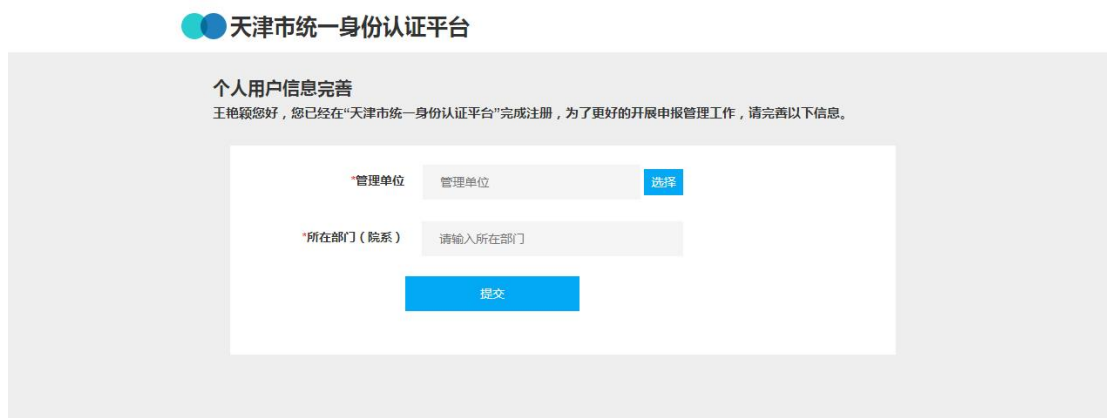 天津市统一身份认证平台
个人用户信息完善
王艳颖您好，您已经在“天津市统一身份认证平台”完成注册，为了更好的开展申报管理工作，请完善以下信息。
*管理单位 管理单位 选择
*所在部门（院系） 请输入所在部门
提交